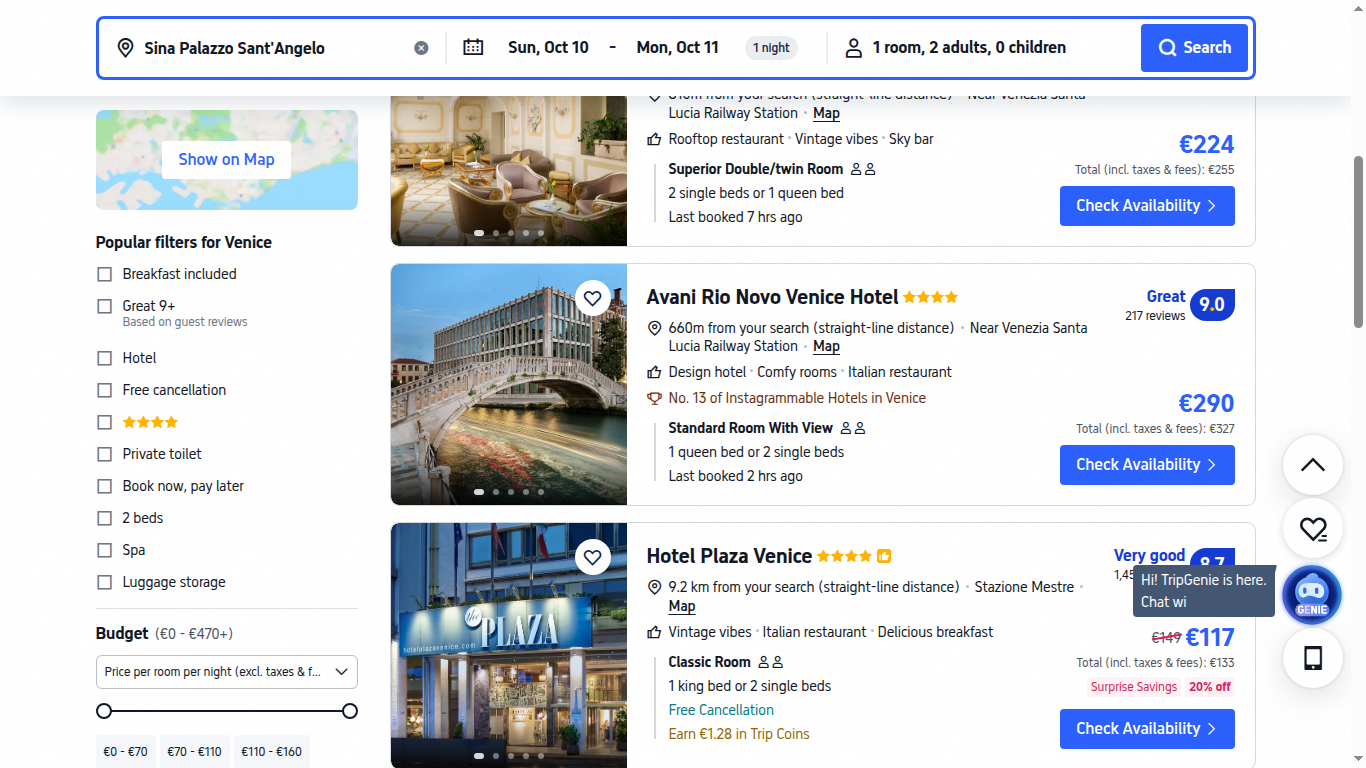 Sina Palazzo Sant'Angelo
Sun, Oct 10 - Mon, Oct 11 1 night
1 room, 2 adults, 0 children
Search
Show on Map
Popular filters for Venice
Breakfast included
Great 9+
Based on guest reviews
Hotel
Free cancellation
Private toilet
Book now, pay later
2 beds
Spa
Luggage storage
Budget (€0 - €470+)
Price per room per night (excl. taxes & f...
€0 - €70 €70 - €110 €110 - €160
Lucia Railway Station · Map
Rooftop restaurant · Vintage vibes · Sky bar
Superior Double/twin Room
2 single beds or 1 queen bed
Last booked 7 hrs ago
€224
Total (incl. taxes & fees): €255
Check Availability
Avani Rio Novo Venice Hotel
Great 9.0
217 reviews
660m from your search (straight-line distance) · Near Venezia Santa
Lucia Railway Station · Map
Design hotel · Comfy rooms · Italian restaurant
No. 13 of Instagrammable Hotels in Venice
Standard Room With View
1 queen bed or 2 single beds
Last booked 2 hrs ago
€290
Total (incl. taxes & fees): €327
Check Availability
the PLAZA
hotelplazavenice.com
Hotel Plaza Venice
Very good
9.2 km from your search (straight-line distance) · Stazione Mestre ·
Map
Vintage vibes · Italian restaurant · Delicious breakfast
Classic Room
1 king bed or 2 single beds
Free Cancellation
Earn €1.28 in Trip Coins
€149 €117
Total (incl. taxes & fees): €133
Surprise Savings 20% off
Check Availability
Hi! TripGenie is here.
Chat wi
GENIE